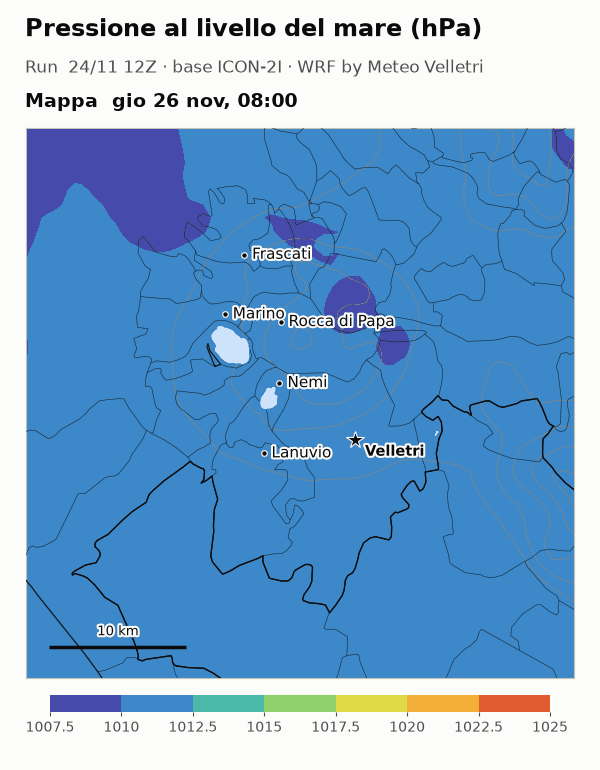 Pressione al livello del mare (hPa)
Run 24/11 12Z · base ICON-2I · WRF by Meteo Velletri
Mappa gio 26 nov, 08:00
Frascati
Marino
Rocca di Papa
Nemi
Lanuvio
Velletri
10 km
1007.5 1010 1012.5 1015 1017.5 1020 1022.5 1025